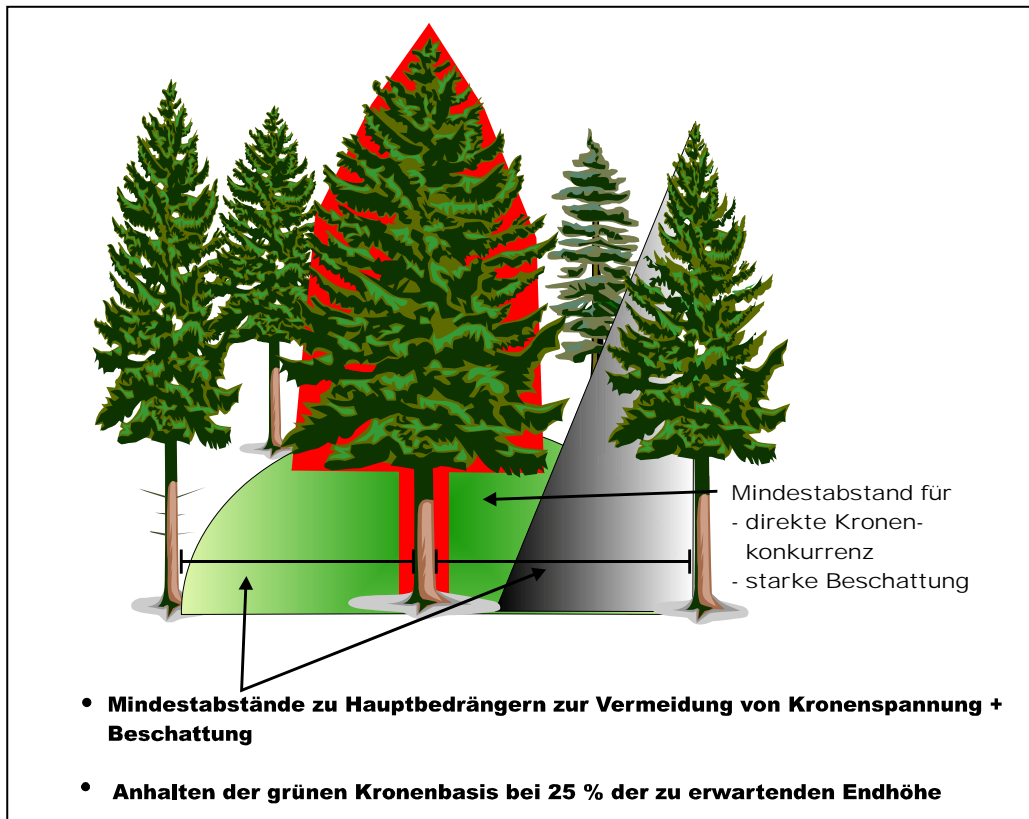 Mindestabstand für
- direkte Kronen-
konkurrenz
- starke Beschattung
• Mindestabstände zu Hauptbedrängern zur Vermeidung von Kronenspannung +
Beschattung
• Anhalten der grünen Kronenbasis bei 25 % der zu erwartenden Endhöhe